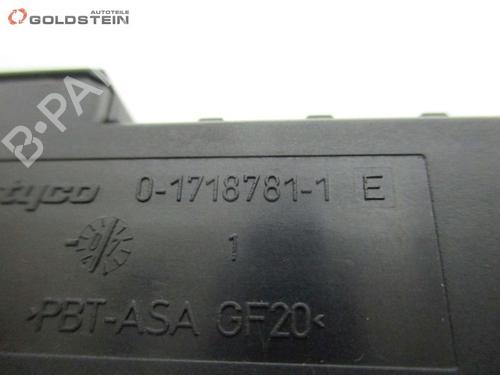 AUTOTEILE
GOLDSTEIN
B-PA
tyco 0-1718781-1 E
1
>PBT-ASA GF20<